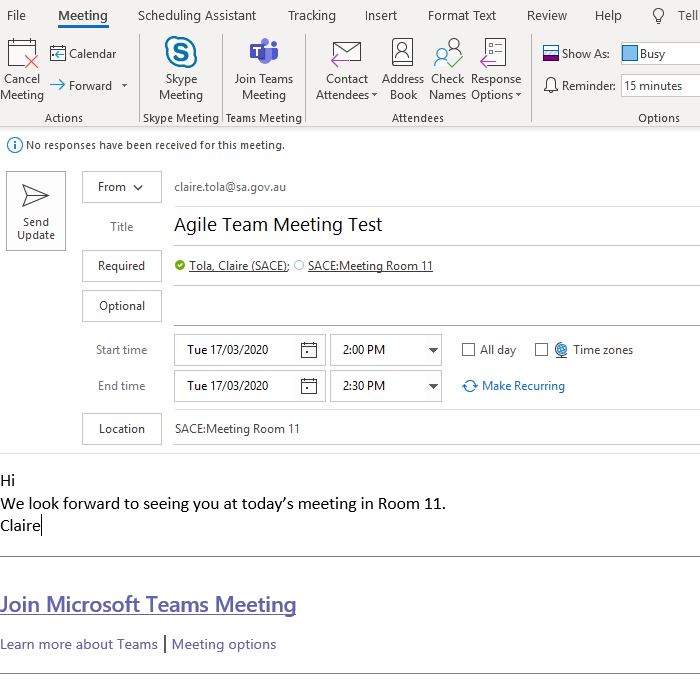 File Meeting Scheduling Assistant Tracking Insert Format Text Review Help Tell
Cancel Meeting
Calendar
Forward
Actions
Skype Meeting
Skype Meeting
Join Teams Meeting
Teams Meeting
Contact Attendees
Address Book
Check Names
Response Options
Attendees
Show As: Busy
Reminder: 15 minutes
Options
No responses have been received for this meeting.
Send Update
From claire.tola@sa.gov.au
Title Agile Team Meeting Test
Required Tola, Claire (SACE); SACE:Meeting Room 11
Optional
Start time Tue 17/03/2020 2:00 PM All day Time zones
End time Tue 17/03/2020 2:30 PM Make Recurring
Location SACE:Meeting Room 11
Hi
We look forward to seeing you at today’s meeting in Room 11.
Claire
Join Microsoft Teams Meeting
Learn more about Teams | Meeting options